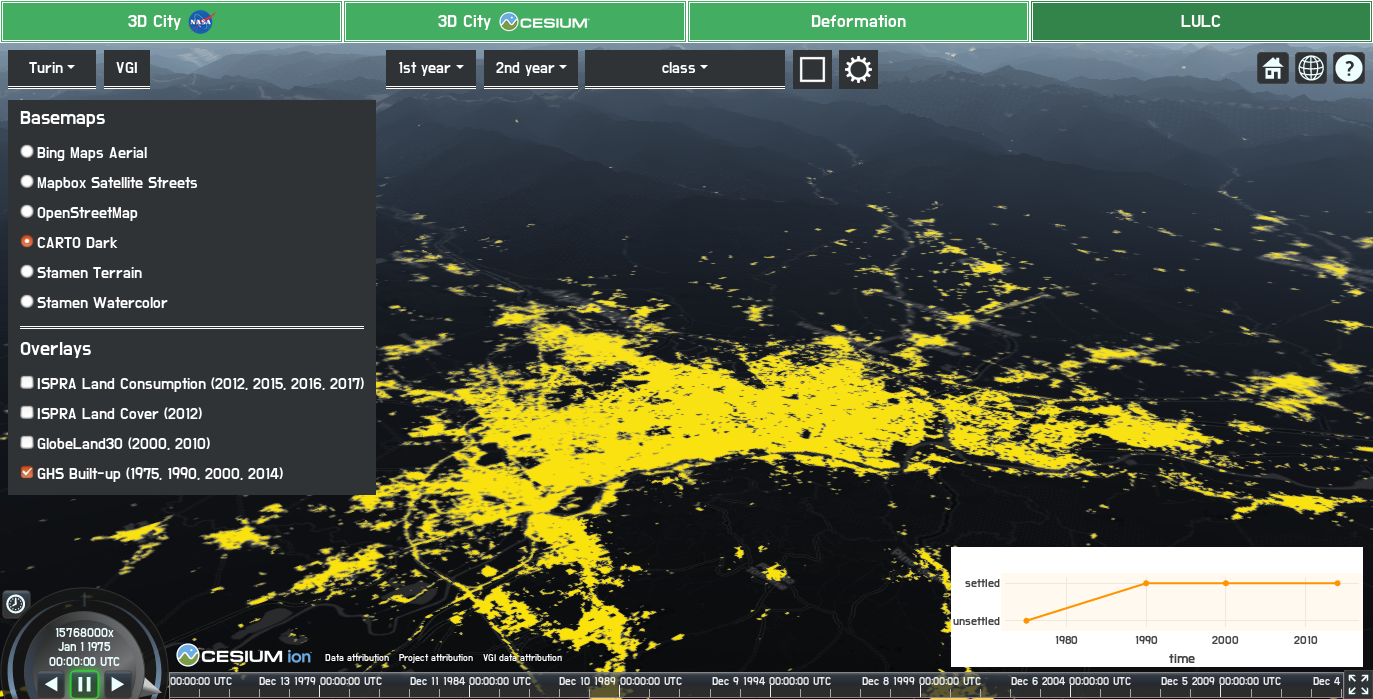 3D City NASA
3D City CESIUM
Deformation
LULC
Turin
VGI
1st year
2nd year
class
?
Basemaps
Bing Maps Aerial
Mapbox Satellite Streets
OpenStreetMap
CARTO Dark
Stamen Terrain
Stamen Watercolor
Overlays
ISPRA Land Consumption (2012, 2015, 2016, 2017)
ISPRA Land Cover (2012)
GlobeLand30 (2000, 2010)
GHS Built-up (1975, 1990, 2000, 2014)
settled
unsettled
1980 1990 2000 2010
time
15768000x
Jan 1 1975
00:00:00 UTC
CESIUM ion Data attribution Project attribution VGI data attribution
00:00:00 UTC Dec 13 1979 00:00:00 UTC Dec 11 1984 00:00:00 UTC Dec 10 1989 00:00:00 UTC Dec 9 1994 00:00:00 UTC Dec 8 1999 00:00:00 UTC Dec 6 2004 00:00:00 UTC Dec 5 2009 00:00:00 UTC Dec 4